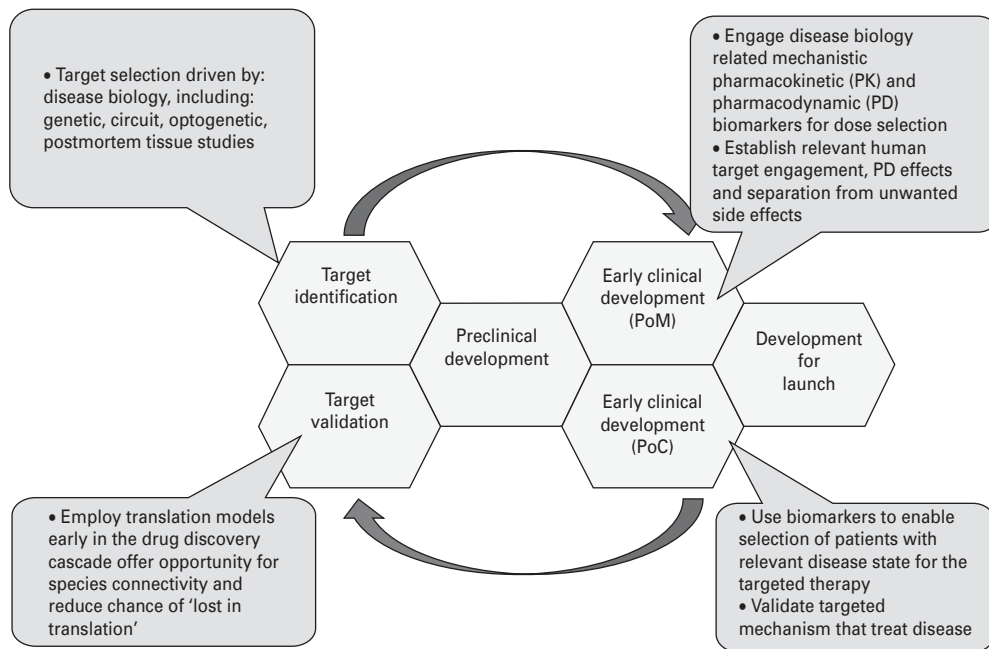 • Target selection driven by:
disease biology, including:
genetic, circuit, optogenetic,
postmortem tissue studies
• Engage disease biology
related mechanistic
pharmacokinetic (PK) and
pharmacodynamic (PD)
biomarkers for dose selection
• Establish relevant human
target engagement, PD effects
and separation from unwanted
side effects
Target
identification
Early clinical
development
(PoM)
Preclinical
development
Development
for
launch
Target
validation
Early clinical
development
(PoC)
• Employ translation models
early in the drug discovery
cascade offer opportunity for
species connectivity and
reduce chance of ‘lost in
translation’
• Use biomarkers to enable
selection of patients with
relevant disease state for the
targeted therapy
• Validate targeted
mechanism that treat disease